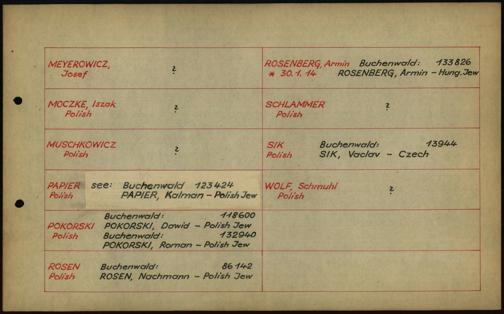 MEYEROWICZ,
Josef
?
MOCZKE, Iszak
Polish
?
MUSCHKOWICZ
Polish
?
PAPIER see: Buchenwald 123424
Polish PAPIER, Kalman - Polish Jew
Buchenwald: 118600
POKORSKI POKORSKI, Dawid - Polish Jew
Polish Buchenwald: 132940
POKORSKI, Roman - Polish Jew
ROSEN Buchenwald: 86142
Polish ROSEN, Nachmann - Polish Jew
ROSENBERG, Armin Buchenwald: 133826
* 30.1.14 ROSENBERG, Armin - Hung. Jew
SCHLAMMER
Polish
?
SIK Buchenwald: 13944
Polish SIK, Vaclav - Czech
WOLF, Schmuhl
Polish
?